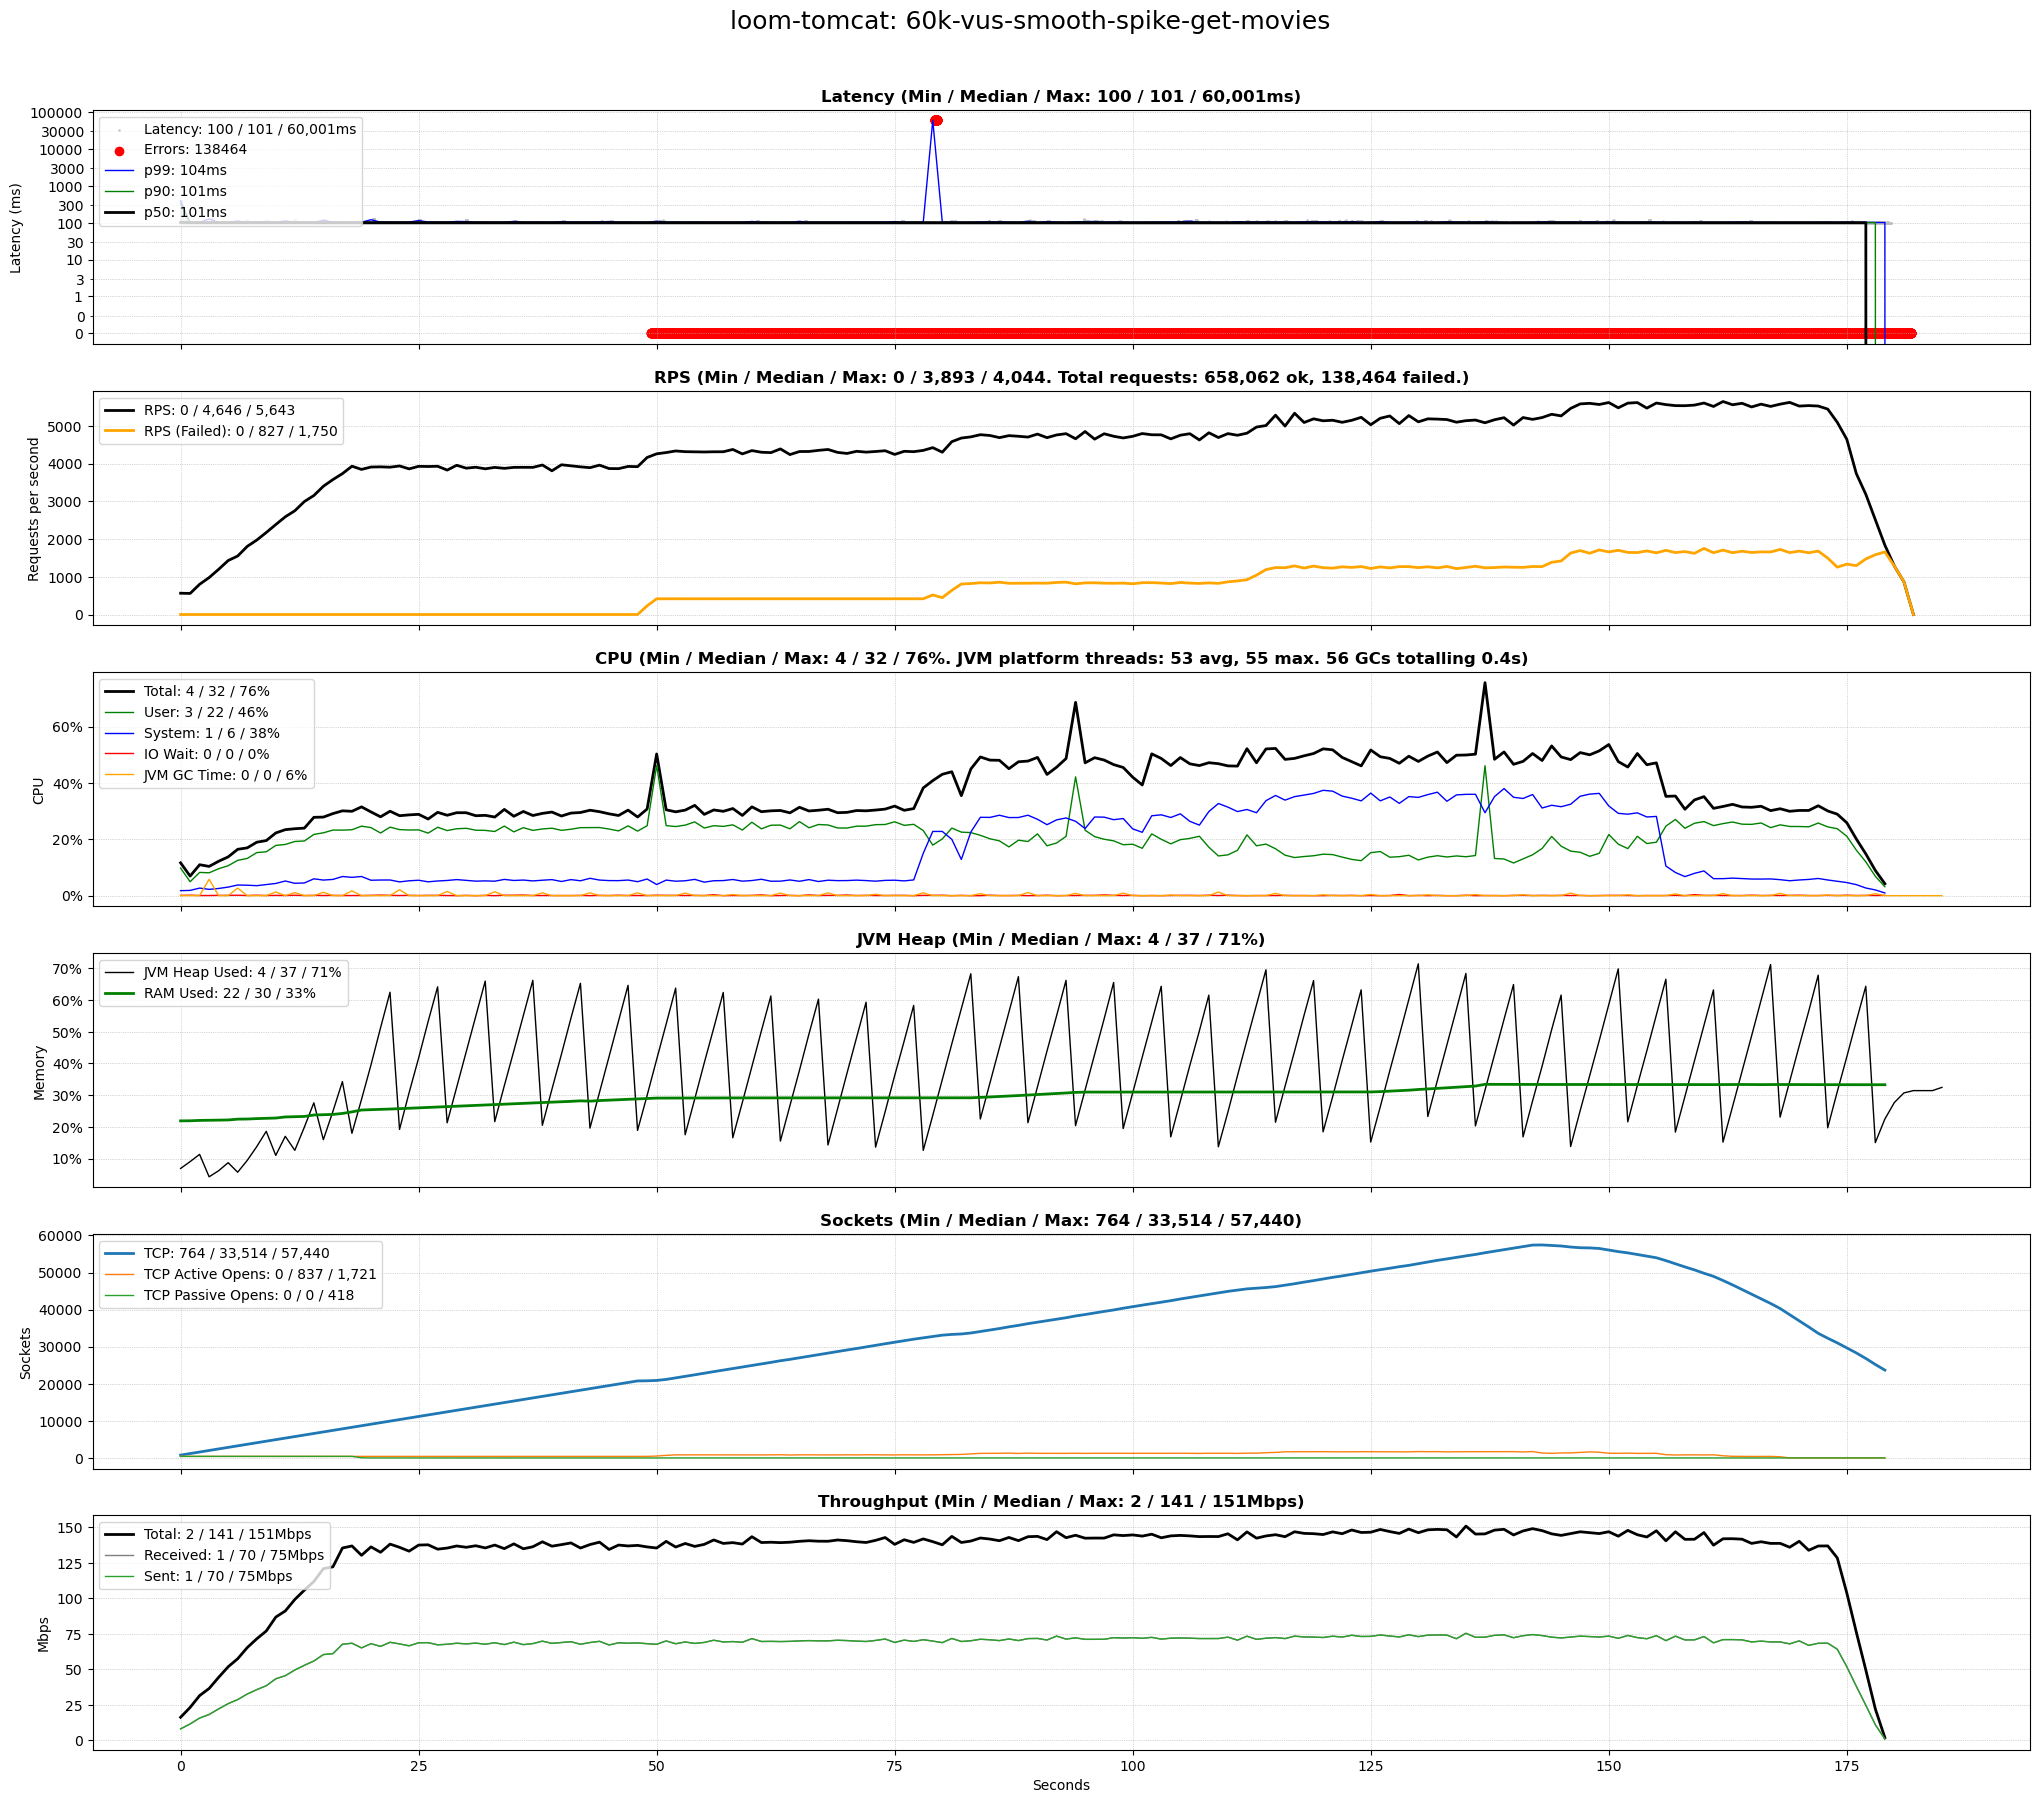 loom-tomcat: 60k-vus-smooth-spike-get-movies
Latency (Min / Median / Max: 100 / 101 / 60,001ms)
Latency (ms)
100000
30000
10000
3000
1000
300
100
30
10
3
1
0
0
Latency: 100 / 101 / 60,001ms
Errors: 138464
p99: 104ms
p90: 101ms
p50: 101ms
RPS (Min / Median / Max: 0 / 3,893 / 4,044. Total requests: 658,062 ok, 138,464 failed.)
Requests per second
5000
4000
3000
2000
1000
0
RPS: 0 / 4,646 / 5,643
RPS (Failed): 0 / 827 / 1,750
CPU (Min / Median / Max: 4 / 32 / 76%. JVM platform threads: 53 avg, 55 max. 56 GCs totalling 0.4s)
CPU
60%
40%
20%
0%
Total: 4 / 32 / 76%
User: 3 / 22 / 46%
System: 1 / 6 / 38%
IO Wait: 0 / 0 / 0%
JVM GC Time: 0 / 0 / 6%
JVM Heap (Min / Median / Max: 4 / 37 / 71%)
Memory
70%
60%
50%
40%
30%
20%
10%
JVM Heap Used: 4 / 37 / 71%
RAM Used: 22 / 30 / 33%
Sockets (Min / Median / Max: 764 / 33,514 / 57,440)
Sockets
60000
50000
40000
30000
20000
10000
0
TCP: 764 / 33,514 / 57,440
TCP Active Opens: 0 / 837 / 1,721
TCP Passive Opens: 0 / 0 / 418
Throughput (Min / Median / Max: 2 / 141 / 151Mbps)
Mbps
150
125
100
75
50
25
0
Total: 2 / 141 / 151Mbps
Received: 1 / 70 / 75Mbps
Sent: 1 / 70 / 75Mbps
0 25 50 75 100 125 150 175
Seconds